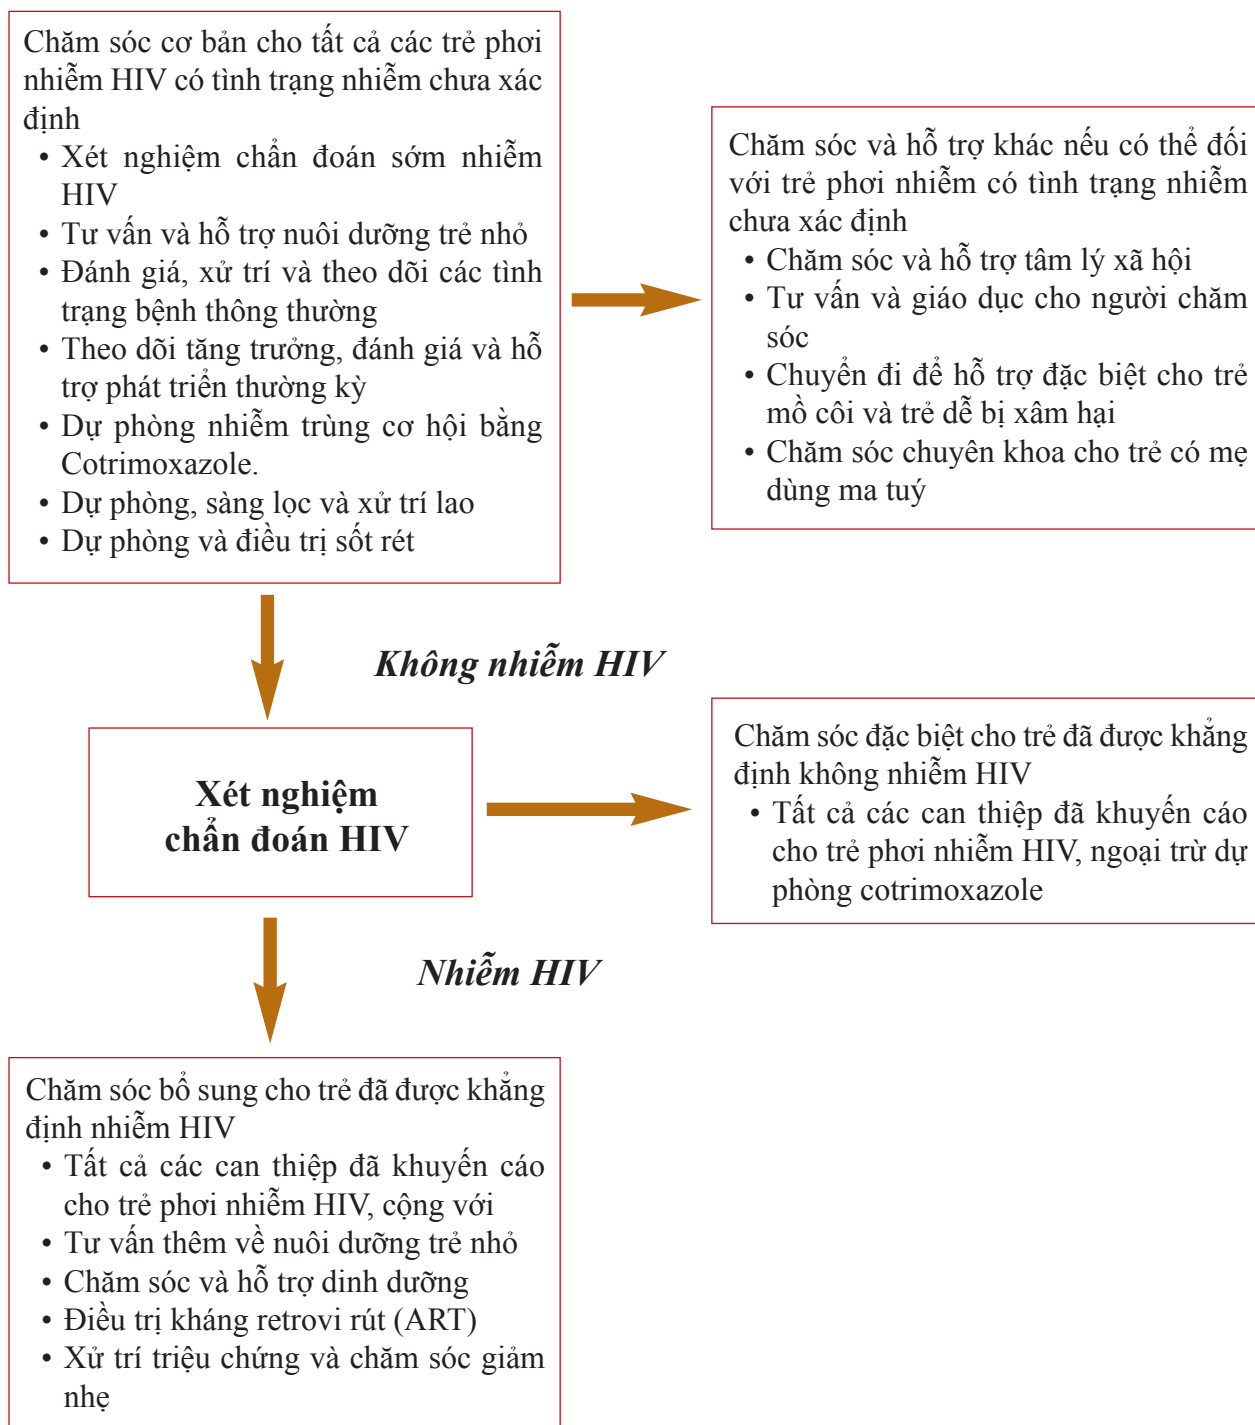 Chăm sóc cơ bản cho tất cả các trẻ phơi
nhiễm HIV có tình trạng nhiễm chưa xác
định
• Xét nghiệm chẩn đoán sớm nhiễm
HIV
• Tư vấn và hỗ trợ nuôi dưỡng trẻ nhỏ
• Đánh giá, xử trí và theo dõi các tình
trạng bệnh thông thường
• Theo dõi tăng trưởng, đánh giá và hỗ
trợ phát triển thường kỳ
• Dự phòng nhiễm trùng cơ hội bằng
Cotrimoxazole.
• Dự phòng, sàng lọc và xử trí lao
• Dự phòng và điều trị sốt rét
Chăm sóc và hỗ trợ khác nếu có thể đối
với trẻ phơi nhiễm có tình trạng nhiễm
chưa xác định
• Chăm sóc và hỗ trợ tâm lý xã hội
• Tư vấn và giáo dục cho người chăm
sóc
• Chuyển đi để hỗ trợ đặc biệt cho trẻ
mồ côi và trẻ dễ bị xâm hại
• Chăm sóc chuyên khoa cho trẻ có mẹ
dùng ma tuý
Không nhiễm HIV
Xét nghiệm
chẩn đoán HIV
Chăm sóc đặc biệt cho trẻ đã được khẳng
định không nhiễm HIV
• Tất cả các can thiệp đã khuyến cáo
cho trẻ phơi nhiễm HIV, ngoại trừ dự
phòng cotrimoxazole
Nhiễm HIV
Chăm sóc bổ sung cho trẻ đã được khẳng
định nhiễm HIV
• Tất cả các can thiệp đã khuyến cáo
cho trẻ phơi nhiễm HIV, cộng với
• Tư vấn thêm về nuôi dưỡng trẻ nhỏ
• Chăm sóc và hỗ trợ dinh dưỡng
• Điều trị kháng retrovi rút (ART)
• Xử trí triệu chứng và chăm sóc giảm
nhẹ